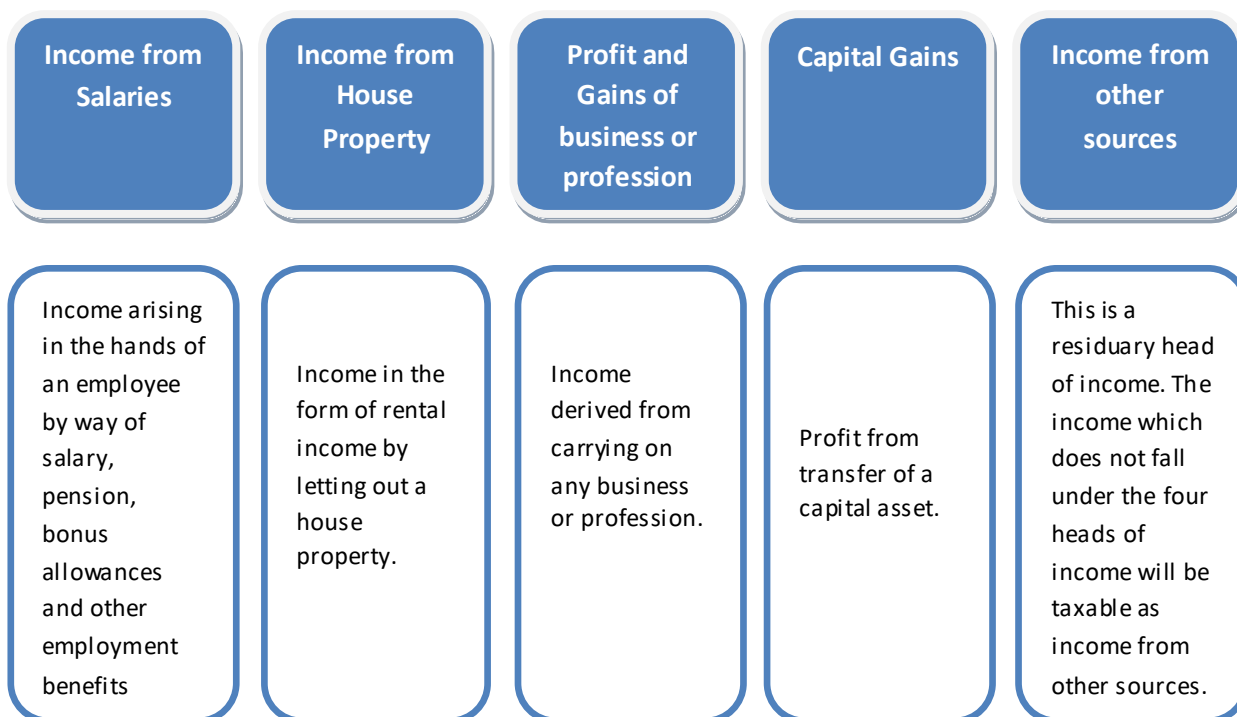 Income from
Salaries
Income from
House
Property
Profit and
Gains of
business or
profession
Capital Gains
Income from
other
sources
Income arising
in the hands of
an employee
by way of
salary,
pension,
bonus
allowances
and other
employment
benefits
Income in the
form of rental
income by
letting out a
house
property.
Income
derived from
carrying on
any business
or profession.
Profit from
transfer of a
capital asset.
This is a
residuary head
of income. The
income which
does not fall
under the four
heads of
income will be
taxable as
income from
other sources.